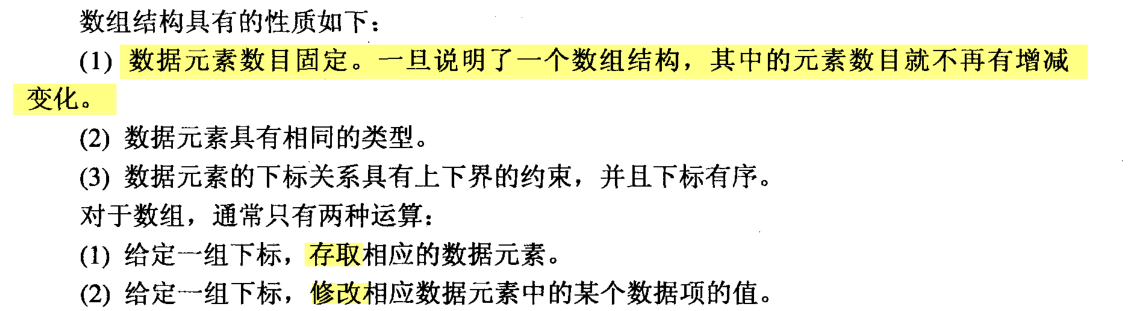 数组结构具有的性质如下：
(1) 数据元素数目固定。一旦说明了一个数组结构，其中的元素数目就不再有增减
变化。
(2) 数据元素具有相同的类型。
(3) 数据元素的下标关系具有上下界的约束，并且下标有序。
对于数组，通常只有两种运算：
(1) 给定一组下标，存取相应的数据元素。
(2) 给定一组下标，修改相应数据元素中的某个数据项的值。